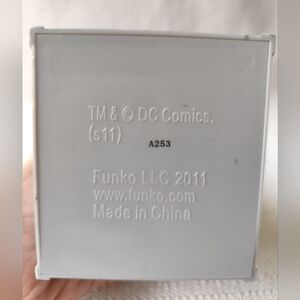 TM & © DC Comics.
(s11)
A253
Funko LLC 2011
www.funko.com
Made in China